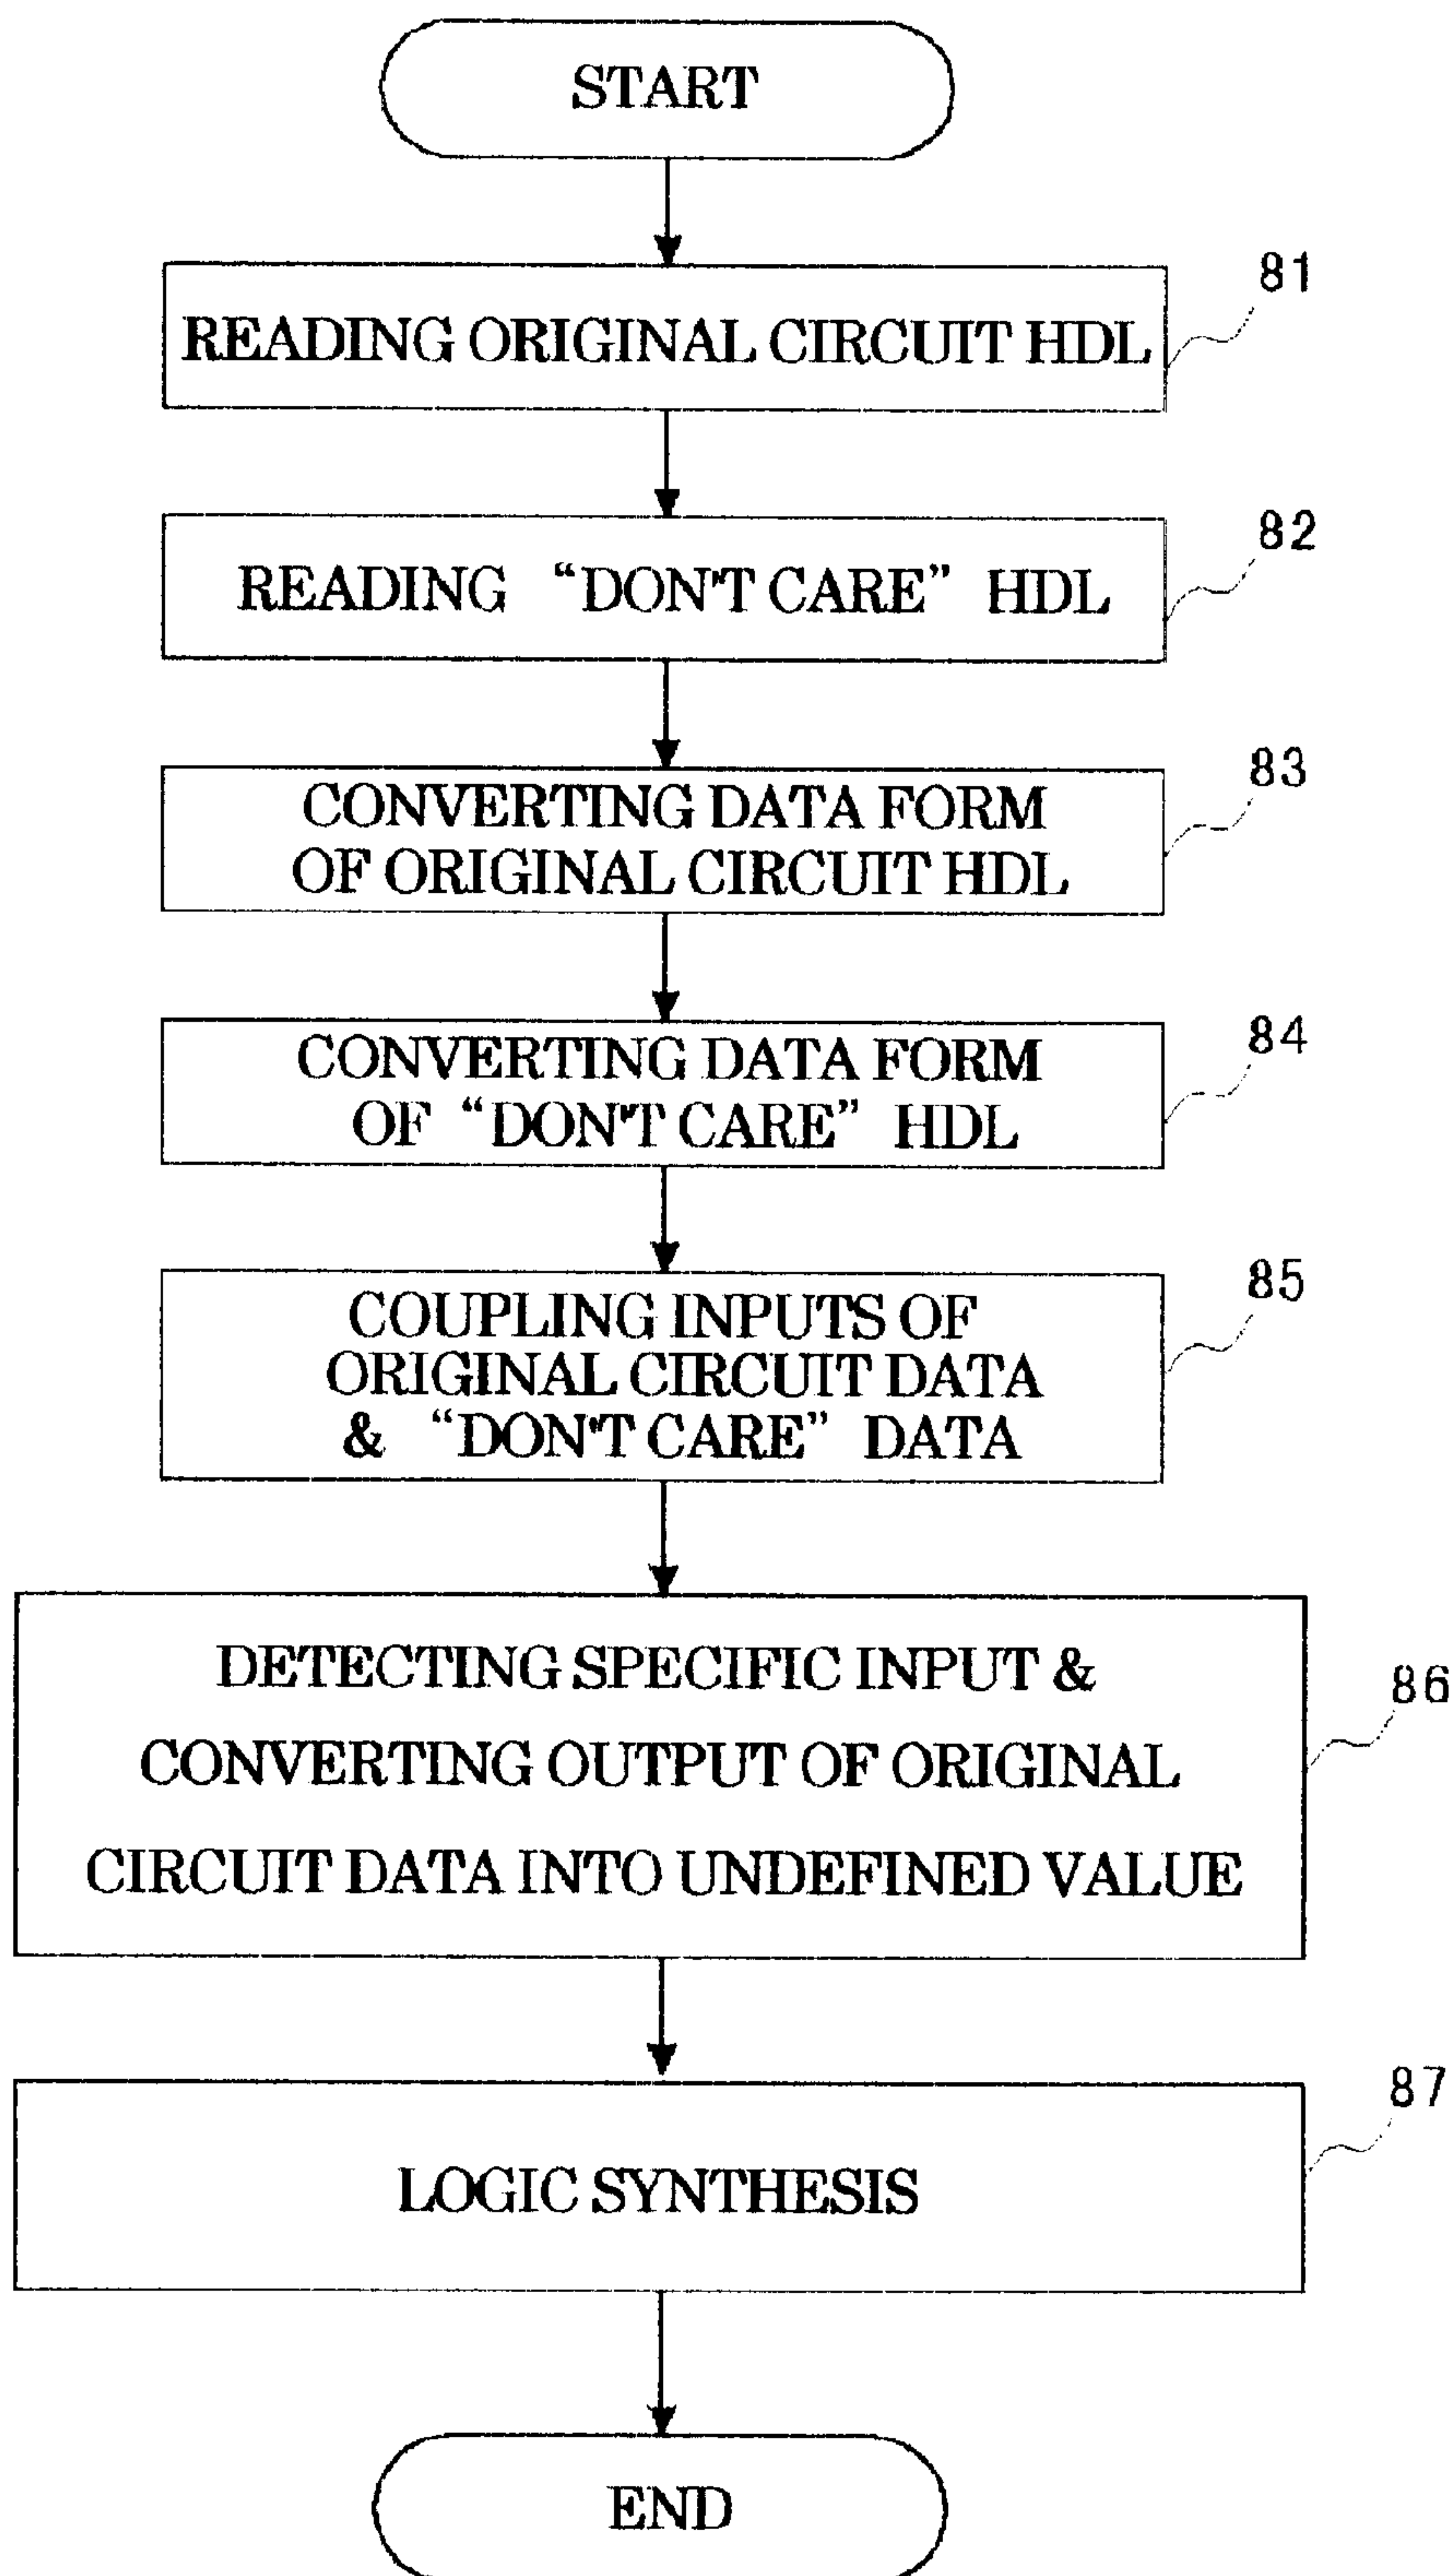 START
81
READING ORIGINAL CIRCUIT HDL
82
READING “DON'T CARE” HDL
83
CONVERTING DATA FORM
OF ORIGINAL CIRCUIT HDL
84
CONVERTING DATA FORM
OF “DON'T CARE” HDL
85
COUPLING INPUTS OF
ORIGINAL CIRCUIT DATA
& “DON'T CARE” DATA
86
DETECTING SPECIFIC INPUT &
CONVERTING OUTPUT OF ORIGINAL
CIRCUIT DATA INTO UNDEFINED VALUE
87
LOGIC SYNTHESIS
END